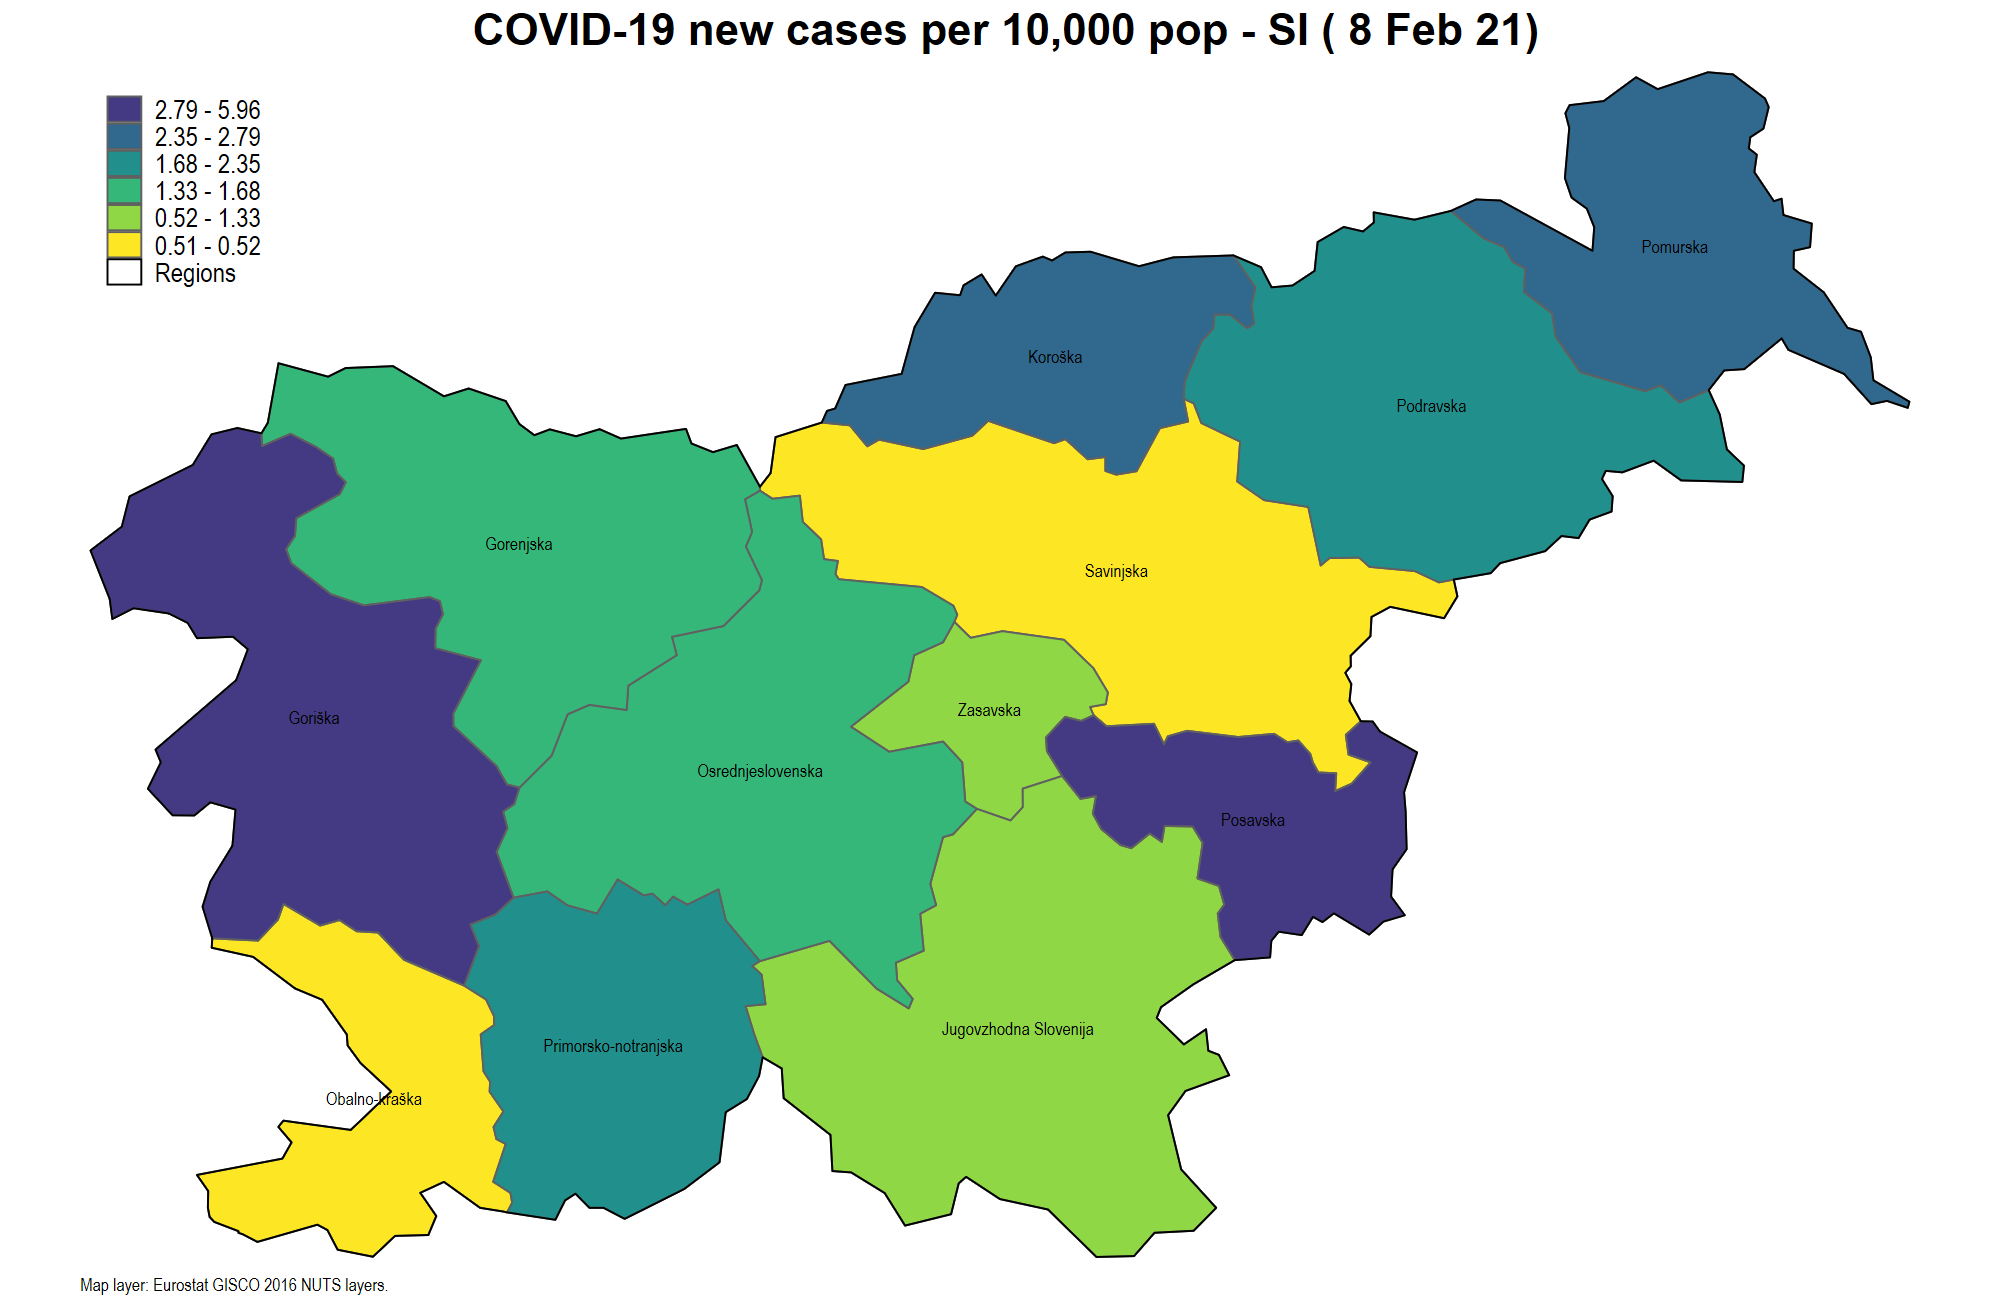 COVID-19 new cases per 10,000 pop - SI ( 8 Feb 21)
2.79 - 5.96
2.35 - 2.79
1.68 - 2.35
1.33 - 1.68
0.52 - 1.33
0.51 - 0.52
Regions
Pomurska
Koroška
Podravska
Gorenjska
Savinjska
Zasavska
Goriška
Osrednjeslovenska
Posavska
Jugovzhodna Slovenija
Primorsko-notranjska
Obalno-kraška
Map layer: Eurostat GISCO 2016 NUTS layers.